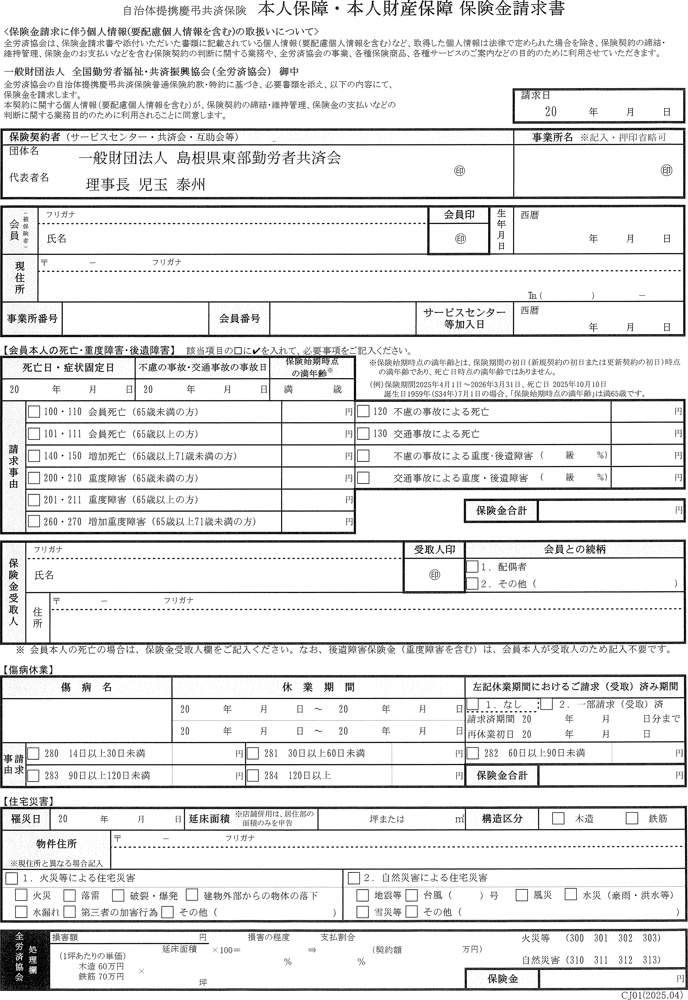 自治体提携慶弔共済保険 本人保障・本人財産保障 保険金請求書
<保険金請求に伴う個人情報(要配慮個人情報を含む)の取扱いについて>
全労済協会は、保険金請求書や添付いただいた書類に記載されている個人情報(要配慮個人情報を含む)など、取得した個人情報は法律で定められた場合を除き、保険契約の締結・
維持管理、保険金のお支払いなどを含む保険契約の判断に関する業務や、全労済協会の事業、各種保険商品、各種サービスのご案内などの目的のために利用させていただきます。
一般財団法人 全国勤労者福祉・共済振興協会(全労済協会) 御中
全労済協会の自治体提携慶弔共済保険普通保険約款・特約に基づき、必要書類を添え、以下の内容にて、
保険金を請求します。
本契約に関する個人情報(要配慮個人情報を含む)が、保険契約の締結・維持管理、保険金の支払いなどの
判断に関する業務目的のために利用されることに同意します。
請求日
20 年 月 日
保険契約者(サービスセンター・共済会・互助会等) 事業所名 ※記入・押印省略可
団体名 一般財団法人 島根県東部勤労者共済会
㊞ ㊞
代表者名 理事長 児玉 泰州
会員(被保険者) フリガナ 会員印 生年月日 西暦
氏名 ㊞ 年 月 日
現住所 〒 － フリガナ
℡( ) －
事業所番号 会員番号 サービスセンター等加入日 西暦
年 月 日
【会員本人の死亡・重度障害・後遺障害】 該当項目の□に✔を入れて、必要事項をご記入ください。
死亡日・症状固定日 不慮の事故・交通事故の事故日 保険始期時点の満年齢※
20 年 月 日 20 年 月 日 満 歳
※保険始期時点の満年齢とは、保険期間の初日(新規契約の初日または更新契約の初日)時点
の満年齢であり、死亡日時点の満年齢ではありません。
(例)保険期間2025年4月1日～2026年3月31日、死亡日 2025年10月10日
誕生日1959年(S34年)7月1日の場合、「保険始期時点の満年齢」は満65歳です。
請求事由
□ 100・110 会員死亡(65歳未満の方) 円 □ 120 不慮の事故による死亡 円
□ 101・111 会員死亡(65歳以上の方) 円 □ 130 交通事故による死亡 円
□ 140・150 増加死亡(65歳以上71歳未満の方) 円 □ 不慮の事故による重度・後遺障害 ( 級 %) 円
□ 200・210 重度障害(65歳未満の方) 円 □ 交通事故による重度・後遺障害 ( 級 %) 円
□ 201・211 重度障害(65歳以上の方) 円
保険金合計 円
□ 260・270 増加重度障害(65歳以上71歳未満の方) 円
保険金受取人 フリガナ 受取人印 会員との続柄
氏名 ㊞ □ 1. 配偶者
□ 2. その他( )
住所 〒 － フリガナ
※ 会員本人の死亡の場合は、保険金受取人欄をご記入ください。なお、後遺障害保険金(重度障害を含む)は、会員本人が受取人のため記入不要です。
【傷病休業】
傷 病 名 休 業 期 間 左記休業期間におけるご請求(受取)済み期間
20 年 月 日 ～ 20 年 月 日 □ 1. なし □ 2. 一部請求(受取)済
請求済期間 20 年 月 日分まで
20 年 月 日 ～ 20 年 月 日 再休業初日 20 年 月 日
請求事由
□ 280 14日以上30日未満 円 □ 281 30日以上60日未満 円 □ 282 60日以上90日未満 円
□ 283 90日以上120日未満 円 □ 284 120日以上 円 保険金合計 円
【住宅災害】
罹災日 20 年 月 日 延床面積 ※店舗併用は、居住部の面積のみを申告 坪または ㎡ 構造区分 □ 木造 □ 鉄筋
物件住所 〒 － フリガナ
※現住所と異なる場合記入
□ 1. 火災等による住宅災害 □ 2. 自然災害による住宅災害
□ 火災 □ 落雷 □ 破裂・爆発 □ 建物外部からの物体の落下 □ 地震等 □ 台風( )号 □ 風災 □ 水災(豪雨・洪水等)
□ 水漏れ □ 第三者の加害行為 □ その他( ) □ 雪災等 □ その他( )
全労済協会処理欄
損害額 円 損害の程度 支払割合 火災等 (300 301 302 303)
延床面積 ×100＝ ⇒ (契約額 万円)
(1坪あたりの単価) % % 自然災害(310 311 312 313)
木造 60万円
鉄筋 70万円 × 坪 保険金 円
CJ01(2025.04)